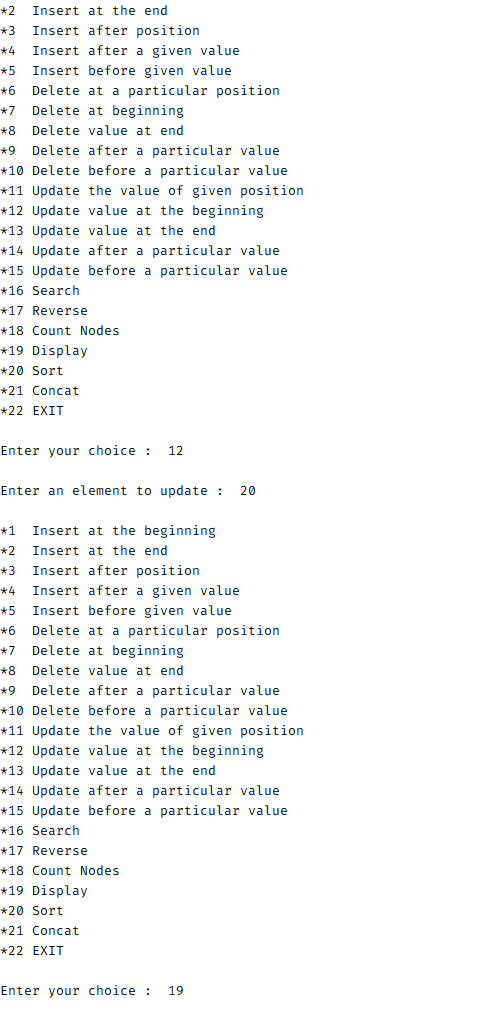 *2  Insert at the end
*3  Insert after position
*4  Insert after a given value
*5  Insert before given value
*6  Delete at a particular position
*7  Delete at beginning
*8  Delete value at end
*9  Delete after a particular value
*10 Delete before a particular value
*11 Update the value of given position
*12 Update value at the beginning
*13 Update value at the end
*14 Update after a particular value
*15 Update before a particular value
*16 Search
*17 Reverse
*18 Count Nodes
*19 Display
*20 Sort
*21 Concat
*22 EXIT
Enter your choice :  12
Enter an element to update :  20
*1  Insert at the beginning
*2  Insert at the end
*3  Insert after position
*4  Insert after a given value
*5  Insert before given value
*6  Delete at a particular position
*7  Delete at beginning
*8  Delete value at end
*9  Delete after a particular value
*10 Delete before a particular value
*11 Update the value of given position
*12 Update value at the beginning
*13 Update value at the end
*14 Update after a particular value
*15 Update before a particular value
*16 Search
*17 Reverse
*18 Count Nodes
*19 Display
*20 Sort
*21 Concat
*22 EXIT
Enter your choice :  19